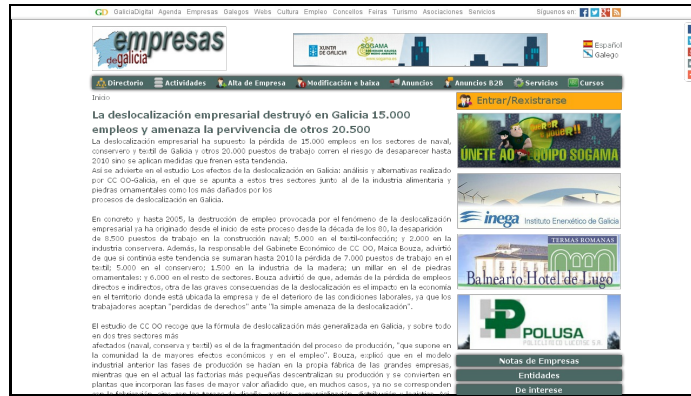 GD GaliciaDigital Agenda Empresas Galegos Webs Cultura Empleo Concellos Feiras Turismo Asociaciones Servicios Siguenos en:
empresas
degalicia
XUNTA DE GALICIA SOGAMA
Español
Galego
Directorio Actividades Alta de Empresa Modificación e baixa Anuncios Anuncios B2B Servicios Cursos
Inicio
Entrar/Rexistrarse
La deslocalización empresarial destruyó en Galicia 15.000
empleos y amenaza la pervivencia de otros 20.500
La deslocalización empresarial ha supuesto la pérdida de 15.000 empleos en los sectores de naval,
conservero y textil de Galicia y otros 20.000 puestos de trabajo corren el riesgo de desaparecer hasta
2010 sino se aplican medidas que frenen esta tendencia.
Así se advierte en el estudio Los efectos de la deslocalización en Galicia: análisis y alternativas realizado
por CC OO-Galicia, en el que se apunta a estos tres sectores junto al de la industria alimentaria y
piedras ornamentales como los más dañados por los
procesos de deslocalización en Galicia.
En concreto y hasta 2005, la destrucción de empleo provocada por el fenómeno de la deslocalización
empresarial ya ha originado desde el inicio de este proceso desde la década de los 80, la desaparición
de 8.500 puestos de trabajo en la construcción naval; 5.000 en el textil-confección; y 2.000 en la
industria conservera. Además, la responsable del Gabinete Económico de CC OO, Maica Bouza, advirtió
de que si continúa este tendencia se sumaran hasta 2010 la pérdida de 7.000 puestos de trabajo en el
textil; 5.000 en el conservero; 1.500 en la industria de la madera; un millar en el de piedras
ornamentales; y 6.000 en el resto de sectores. Bouza advirtió de que, además de la pérdida de empleos
directos e indirectos, otra de las graves consecuencias de la deslocalización es el impacto en la economía
en el territorio donde está ubicada la empresa y de el deterioro de las condiciones laborales, ya que los
trabajadores aceptan "perdidas de derechos" ante "la simple amenaza de la deslocalización".
El estudio de CC OO recoge que la fórmula de deslocalización más generalizada en Galicia, y sobre todo
en dos tres sectores más
afectados (naval, conserva y textil) es el de la fragmentación del proceso de producción, "que supone en
la comunidad la de mayores efectos económicos y en el empleo". Bouza, explicó que en el modelo
industrial anterior las fases de producción se hacían en la propia fábrica de las grandes empresas,
mientras que en el actual las factorías más pequeñas descentralizan su producción y se convierten en
plantas que incorporan las fases de mayor valor añadido que, en muchos casos, ya no se corresponden
ÚNETE AO EQUIPO SOGAMA
inega Instituto Enerxético de Galicia
TERMAS ROMANAS
Balneario Hotel de Lugo
POLUSA
POLICLINICO LUCENSE S.A.
Notas de Empresas
Entidades
De interese